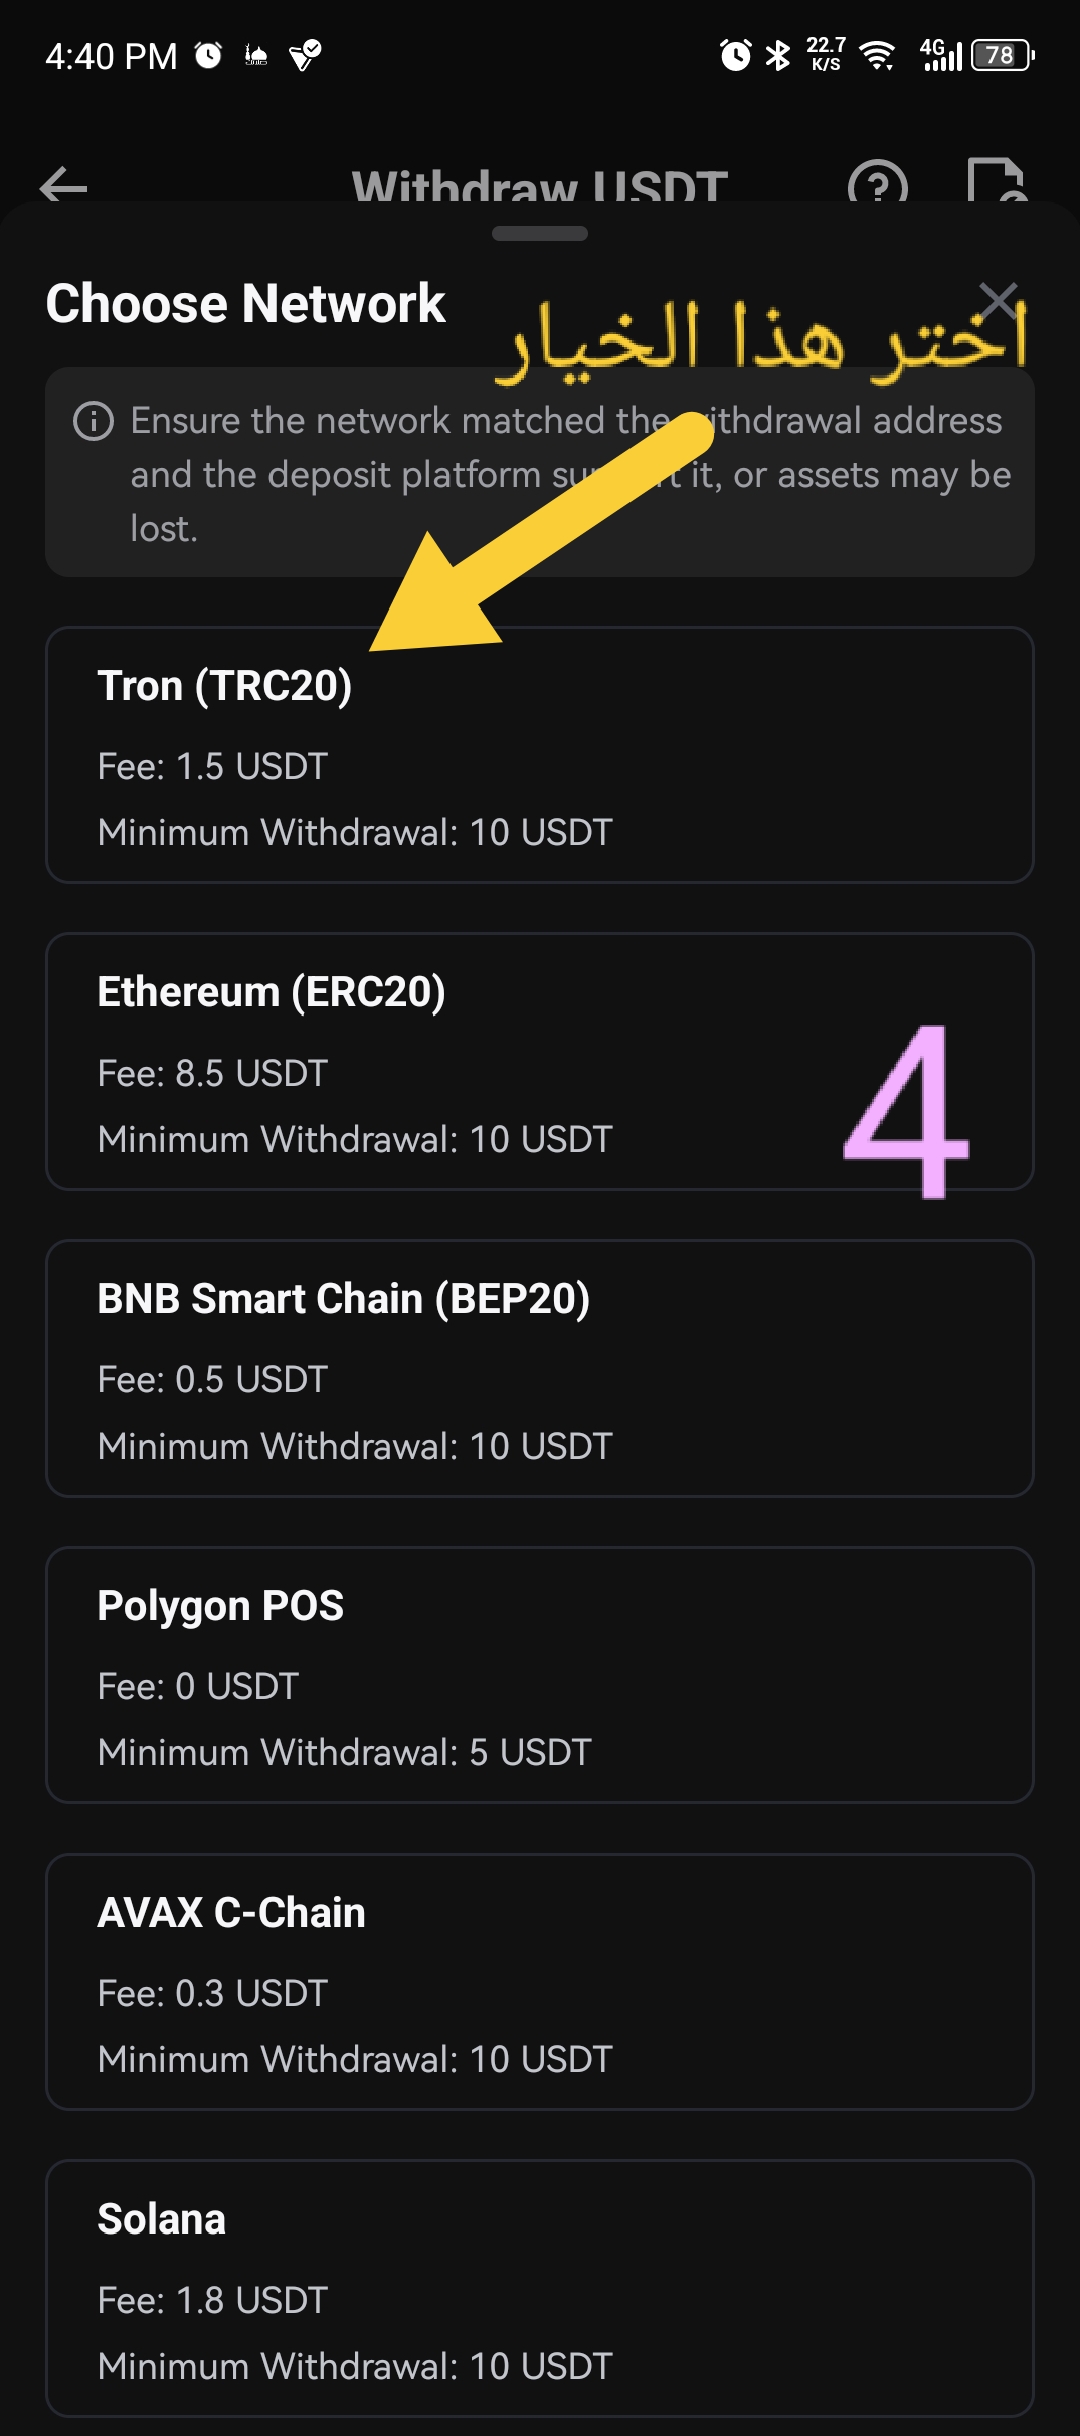 4:40 PM
22.7 K/S
4G
78
Withdraw USDT
Choose Network
اختر هذا الخيار
Ensure the network matched the withdrawal address
and the deposit platform support it, or assets may be
lost.
Tron (TRC20)
Fee: 1.5 USDT
Minimum Withdrawal: 10 USDT
Ethereum (ERC20)
Fee: 8.5 USDT
Minimum Withdrawal: 10 USDT
4
BNB Smart Chain (BEP20)
Fee: 0.5 USDT
Minimum Withdrawal: 10 USDT
Polygon POS
Fee: 0 USDT
Minimum Withdrawal: 5 USDT
AVAX C-Chain
Fee: 0.3 USDT
Minimum Withdrawal: 10 USDT
Solana
Fee: 1.8 USDT
Minimum Withdrawal: 10 USDT